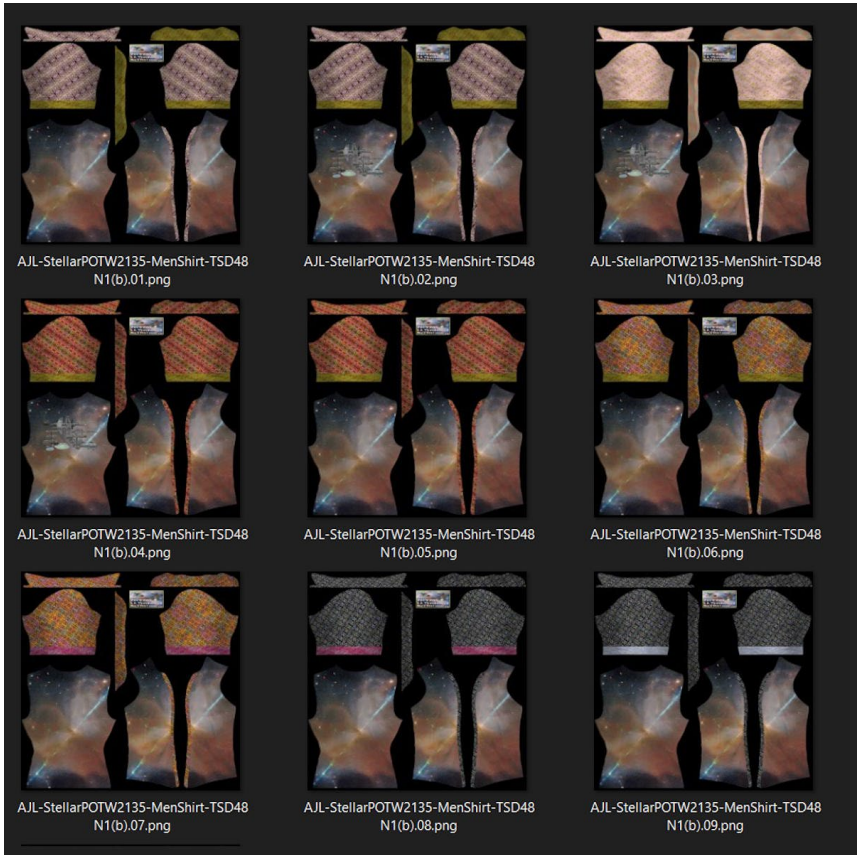 AJL-StellarPOTW2135-MenShirt-TSD48
N1(b).01.png
AJL-StellarPOTW2135-MenShirt-TSD48
N1(b).02.png
AJL-StellarPOTW2135-MenShirt-TSD48
N1(b).03.png
AJL-StellarPOTW2135-MenShirt-TSD48
N1(b).04.png
AJL-StellarPOTW2135-MenShirt-TSD48
N1(b).05.png
AJL-StellarPOTW2135-MenShirt-TSD48
N1(b).06.png
AJL-StellarPOTW2135-MenShirt-TSD48
N1(b).07.png
AJL-StellarPOTW2135-MenShirt-TSD48
N1(b).08.png
AJL-StellarPOTW2135-MenShirt-TSD48
N1(b).09.png